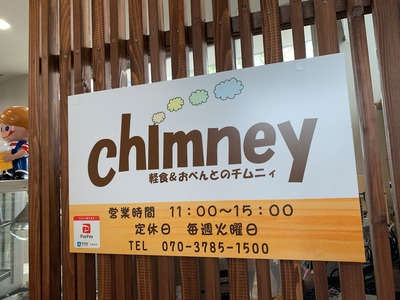 chimney
軽食&おべんとのチムニィ
営業時間 11:00〜15:00
定休日 毎週火曜日
TEL 070-3785-1500
PayPay